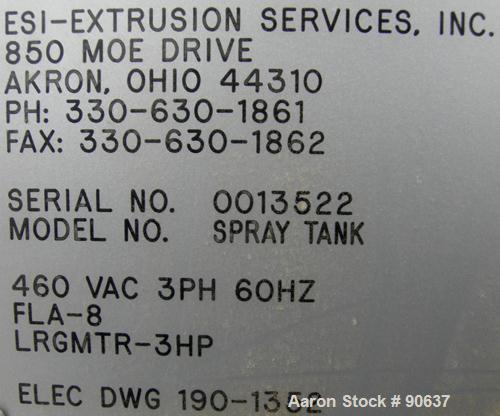 ESI-EXTRUSION SERVICES, INC.
850 MOE DRIVE
AKRON, OHIO 44310
PH: 330-630-1861
FAX: 330-630-1862
SERIAL NO. 0013522
MODEL NO. SPRAY TANK
460 VAC 3PH 60HZ
FLA-8
LRGMTR-3HP
ELEC DWG 190-1352
Aaron Stock # 90637